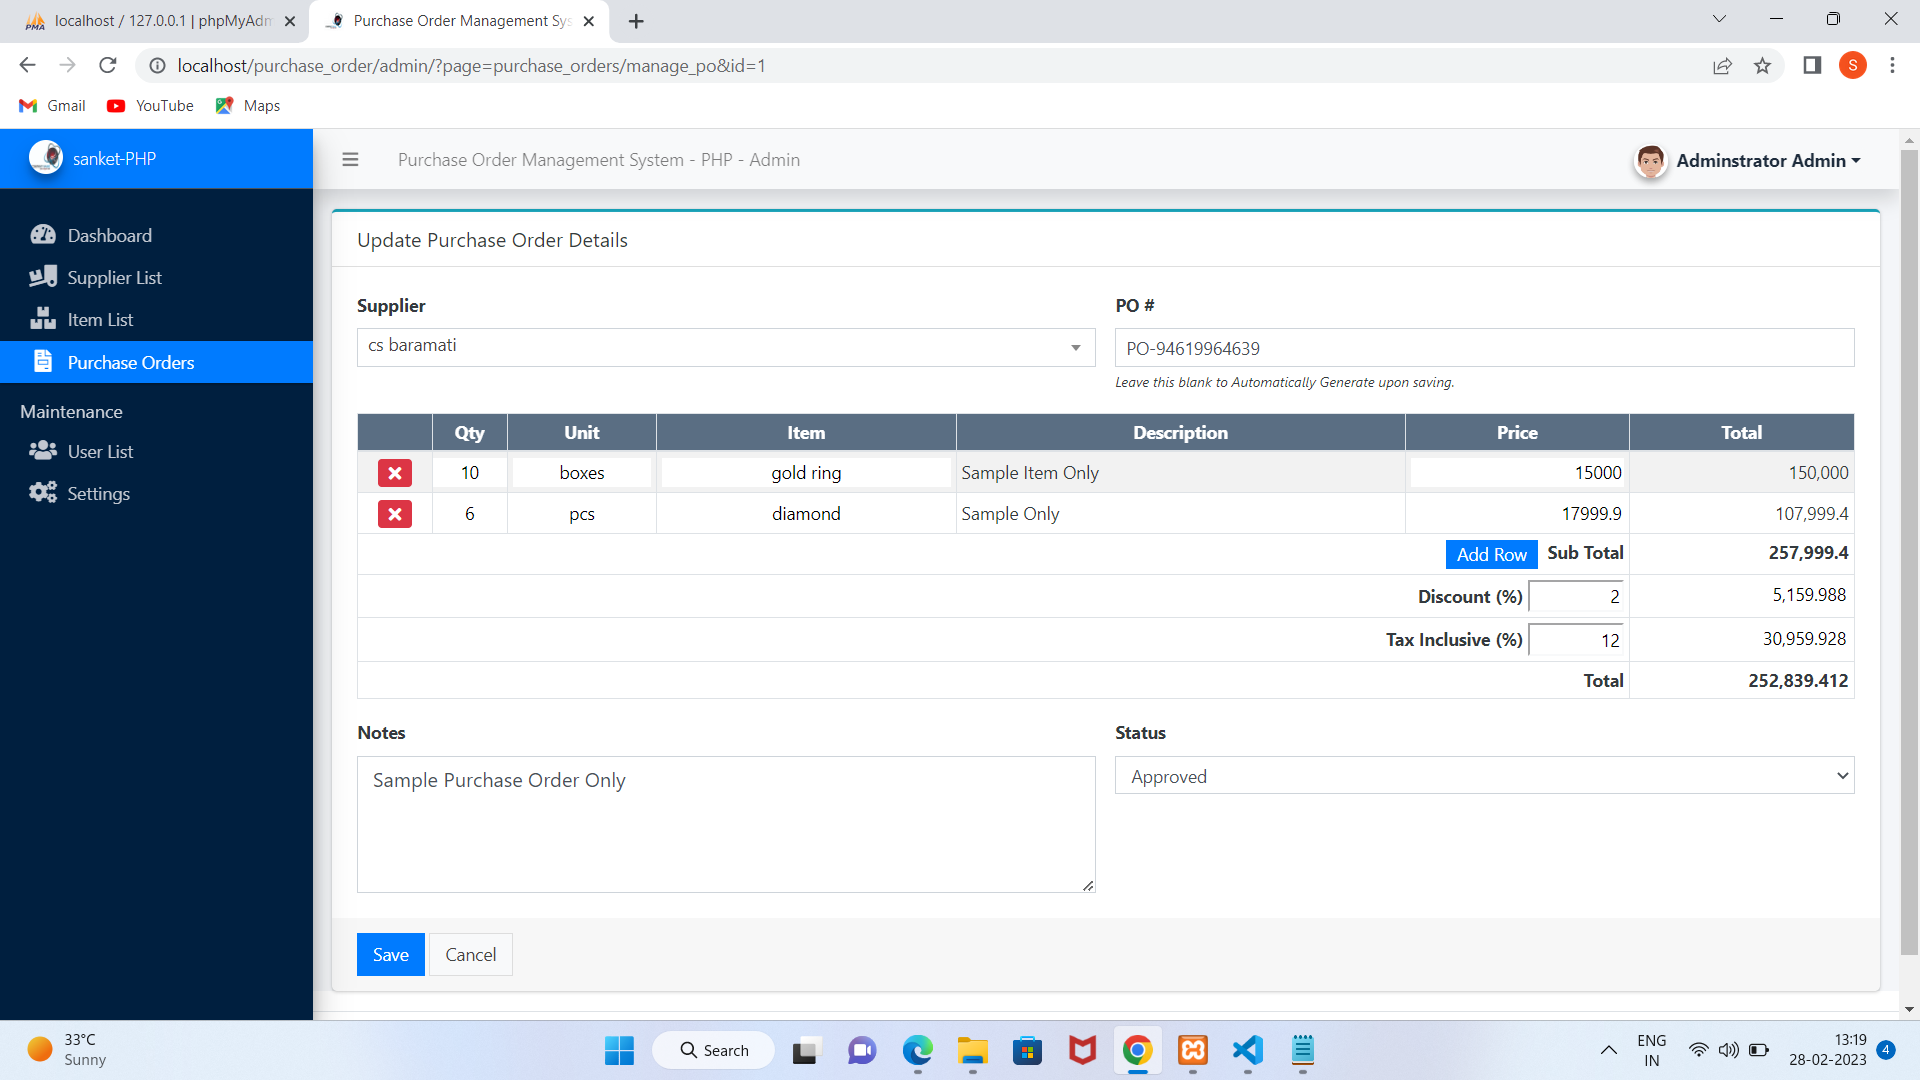 localhost / 127.0.0.1 | phpMyAdm
Purchase Order Management Sys
localhost/purchase_order/admin/?page=purchase_orders/manage_po&id=1
S
Gmail
YouTube
Maps
sanket-PHP
Purchase Order Management System - PHP - Admin
Adminstrator Admin
Dashboard
Supplier List
Item List
Purchase Orders
Maintenance
User List
Settings
Update Purchase Order Details
Supplier
PO #
cs baramati
PO-94619964639
Leave this blank to Automatically Generate upon saving.
Qty Unit Item Description Price Total
10 boxes gold ring Sample Item Only 15000 150,000
6 pcs diamond Sample Only 17999.9 107,999.4
Add Row Sub Total 257,999.4
Discount (%) 2 5,159.988
Tax Inclusive (%) 12 30,959.928
Total 252,839.412
Notes
Status
Sample Purchase Order Only
Approved
Save
Cancel
33°C
Sunny
Search
ENG
IN
13:19
28-02-2023
4